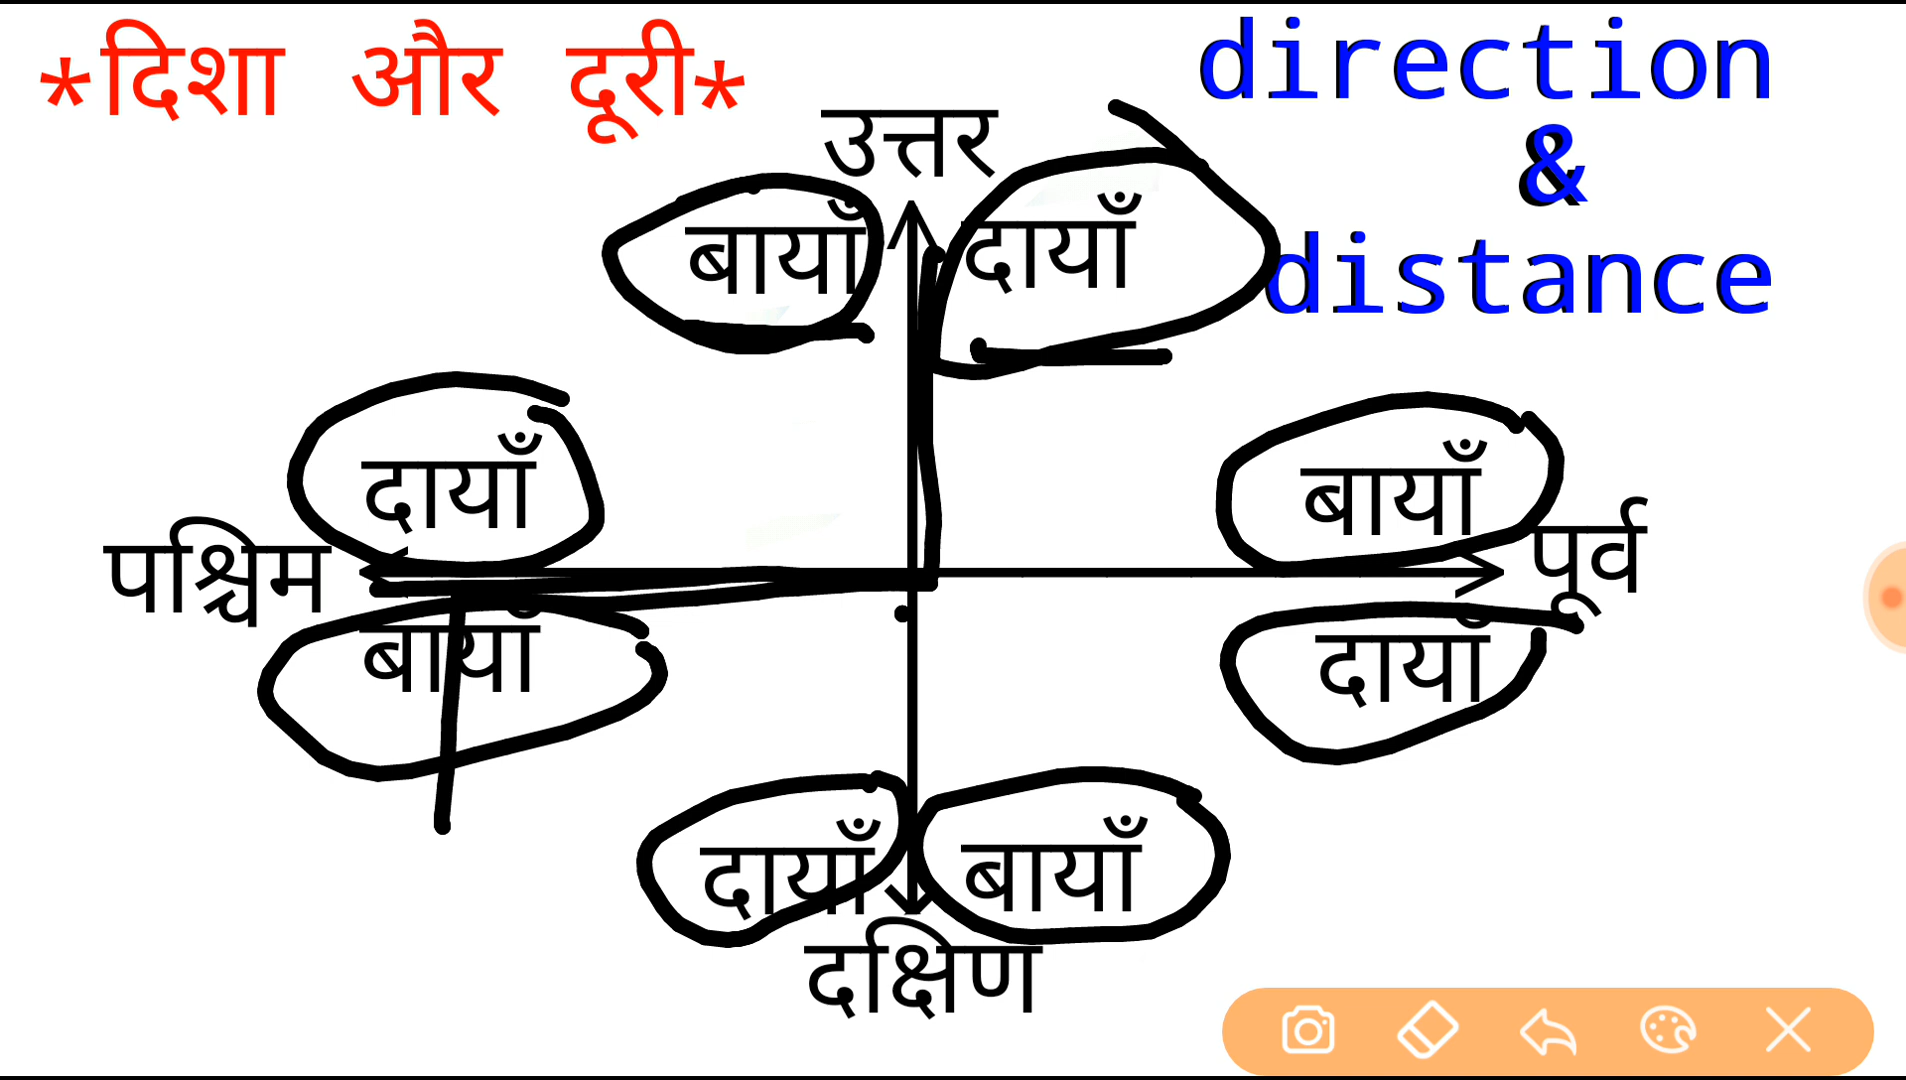 *दिशा और दूरी*
direction
&
distance
उत्तर
बायाँ दायाँ
दायाँ बायाँ
पश्चिम पूर्व
बायाँ दायाँ
दायाँ बायाँ
दक्षिण